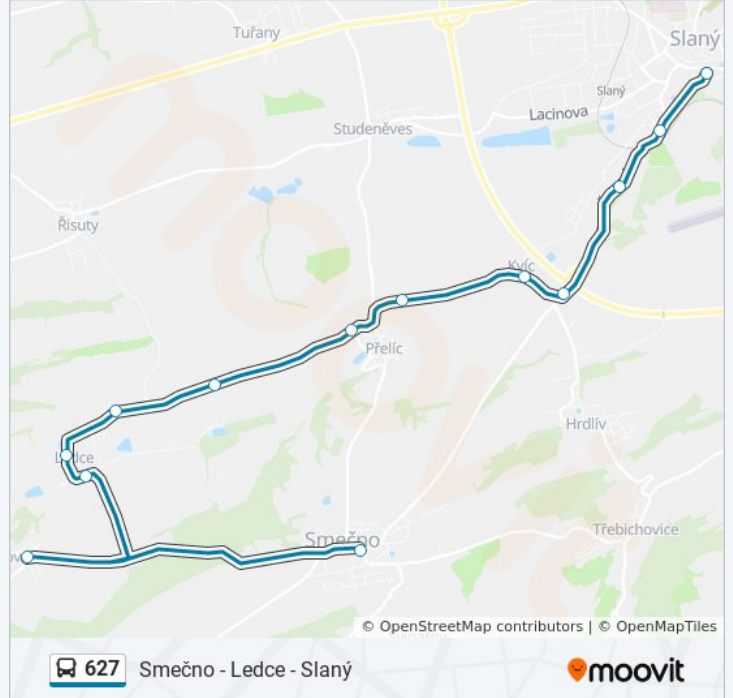 Tuřany
Slaný
Slaný
Lacinova
Studeněves
Řisuty
Kvíc
Přelíc
Hrdlív
Ledce
Třebichovice
Smečno
© OpenStreetMap contributors | © OpenMapTiles
627 Smečno - Ledce - Slaný
moovit